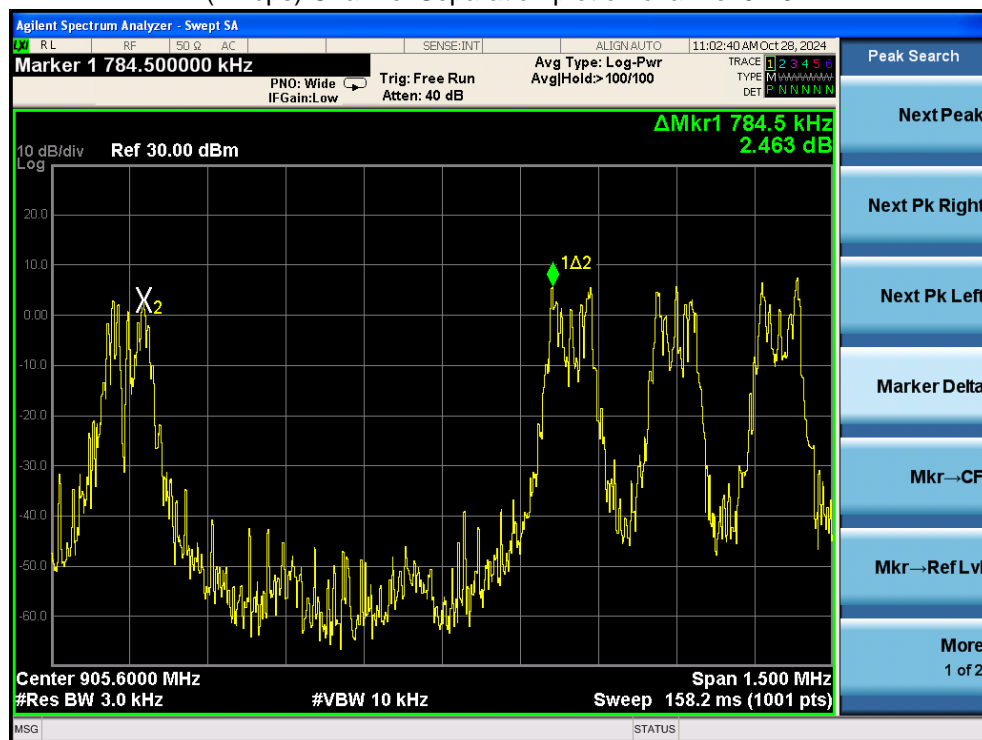 Agilent Spectrum Analyzer - Swept SA
LXI RL RF 50 Ω AC SENSE:INT ALIGN AUTO 11:02:40 AM Oct 28, 2024
Marker 1 784.500000 kHz
PNO: Wide
IFGain:Low
Trig: Free Run
Atten: 40 dB
Avg Type: Log-Pwr
Avg|Hold:>100/100
TRACE 1 2 3 4 5 6
TYPE M WWWWW
DET P N N N N N
Peak Search
Next Peak
Next Pk Right
Next Pk Left
Marker Delta
Mkr→CF
Mkr→Ref Lvl
More
1 of 2
ΔMkr1 784.5 kHz
2.463 dB
10 dB/div Ref 30.00 dBm
Log
20.0
10.0
0.00
-10.0
-20.0
-30.0
-40.0
-50.0
-60.0
X2
1Δ2
Center 905.6000 MHz Span 1.500 MHz
#Res BW 3.0 kHz #VBW 10 kHz Sweep 158.2 ms (1001 pts)
MSG STATUS